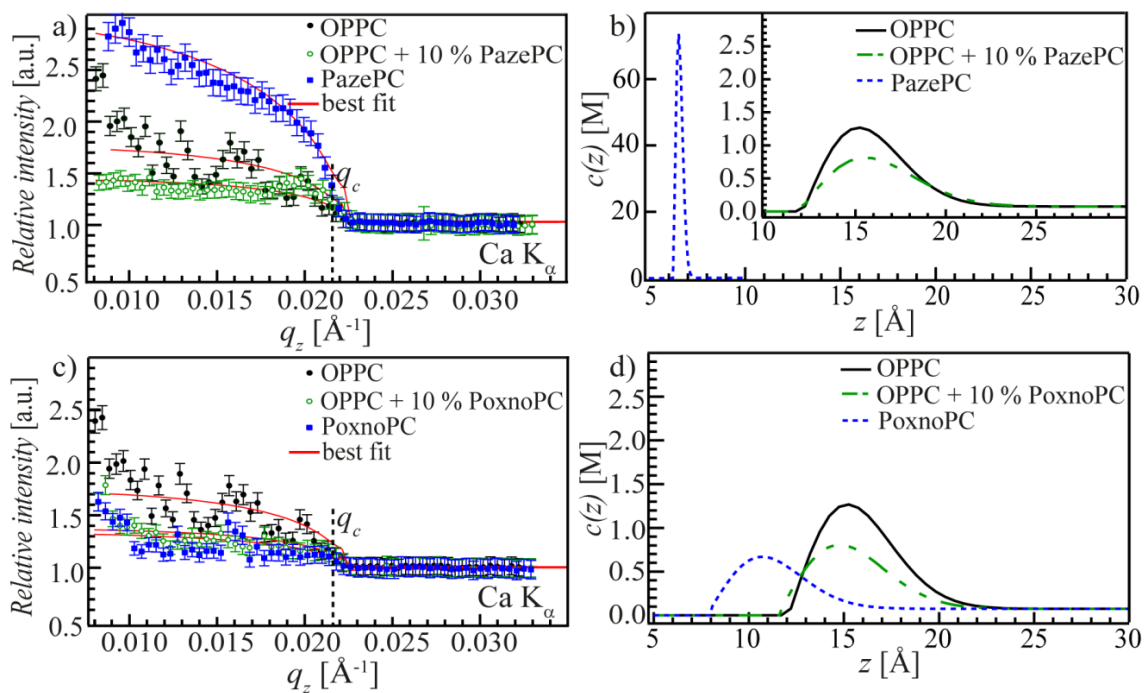 a)
Relative intensity [a.u.]
2.5
2.0
1.5
1.0
0.5
OPPC
OPPC + 10 % PazePC
PazePC
best fit
q_c
Ca K_α
0.010 0.015 0.020 0.025 0.030
q_z [Å⁻¹]
b)
c(z) [M]
60
40
20
0
2.5
2.0
1.5
1.0
0.5
0.0
10 15 20 25
OPPC
OPPC + 10 % PazePC
PazePC
5 10 15 20 25 30
z [Å]
c)
Relative intensity [a.u.]
2.5
2.0
1.5
1.0
0.5
OPPC
OPPC + 10 % PoxnoPC
PoxnoPC
best fit
q_c
Ca K_α
0.010 0.015 0.020 0.025 0.030
q_z [Å⁻¹]
d)
c(z) [M]
2.5
2.0
1.5
1.0
0.5
0.0
OPPC
OPPC + 10 % PoxnoPC
PoxnoPC
5 10 15 20 25 30
z [Å]